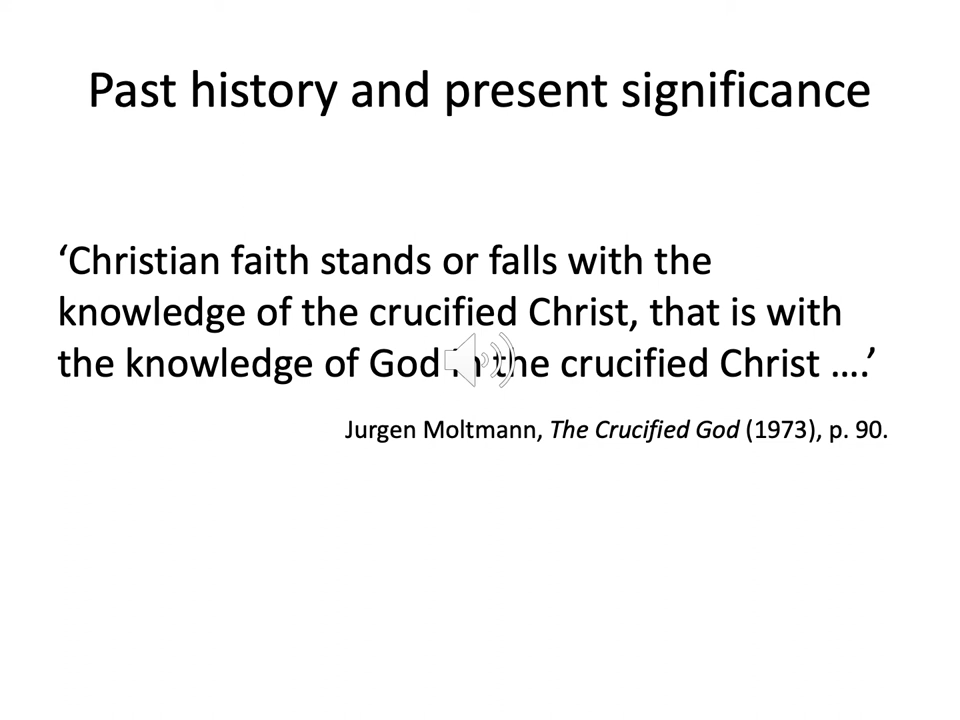 Past history and present significance
‘Christian faith stands or falls with the
knowledge of the crucified Christ, that is with
the knowledge of God in the crucified Christ ….’
Jurgen Moltmann, The Crucified God (1973), p. 90.